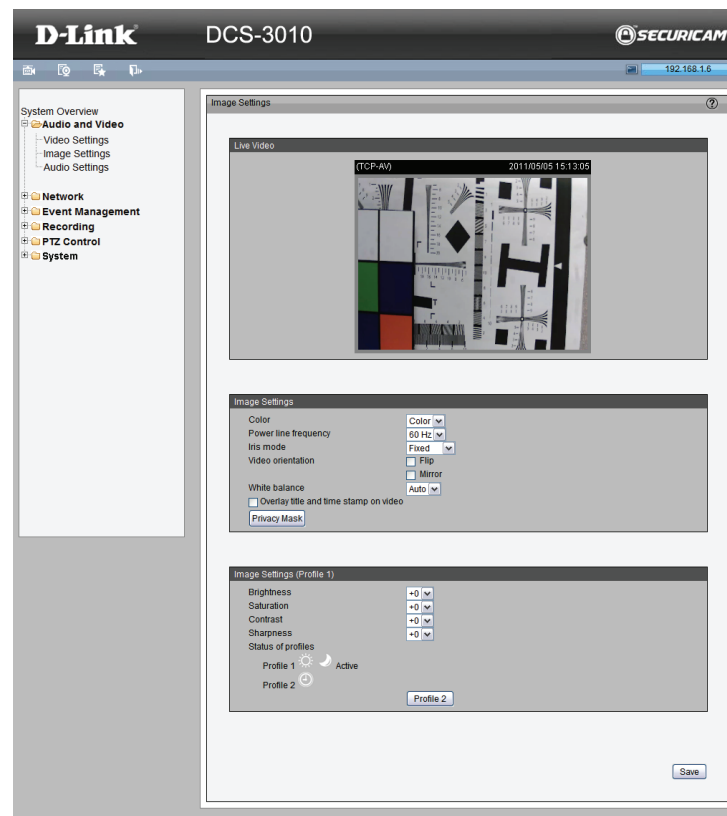 D-Link DCS-3010 SECURICAM
192.168.1.6
System Overview
Audio and Video
Video Settings
Image Settings
Audio Settings
Network
Event Management
Recording
PTZ Control
System
Image Settings
Live Video
(TCP-AV) 2011/05/05 15:13:05
Image Settings
Color Color
Power line frequency 60 Hz
Iris mode Fixed
Video orientation Flip
Mirror
White balance Auto
Overlay title and time stamp on video
Privacy Mask
Image Settings (Profile 1)
Brightness +0
Saturation +0
Contrast +0
Sharpness +0
Status of profiles
Profile 1 Active
Profile 2
Profile 2
Save